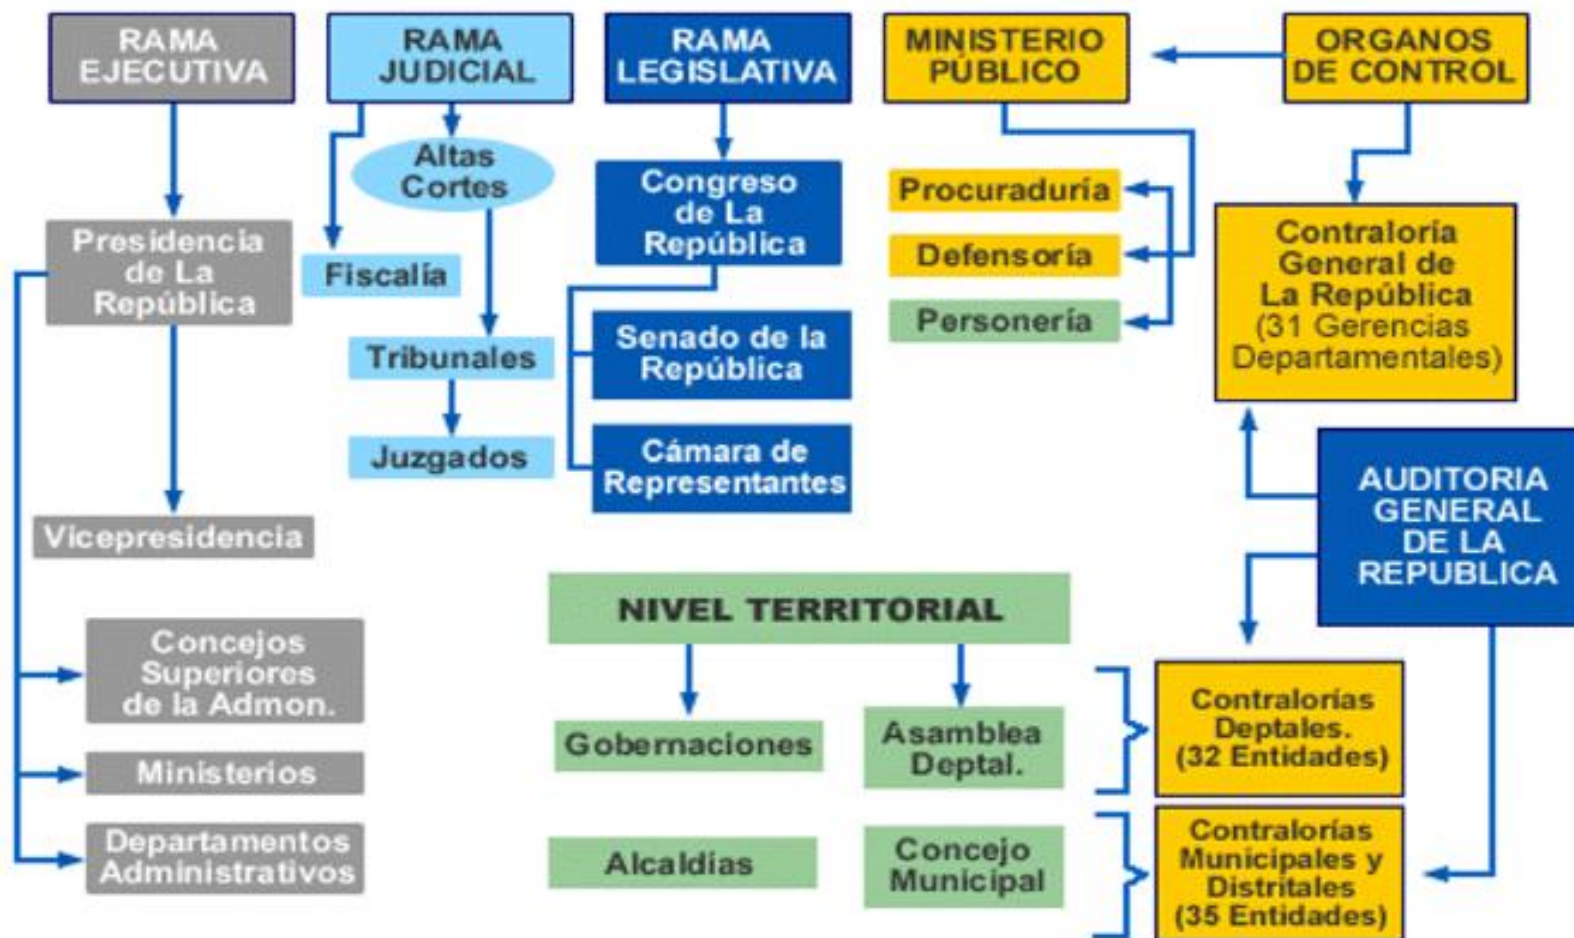 RAMA
EJECUTIVA
RAMA
JUDICIAL
RAMA
LEGISLATIVA
MINISTERIO
PÚBLICO
ORGANOS
DE CONTROL
Altas
Cortes
Congreso
de La
República
Procuraduría
Defensoría
Personería
Contraloría
General de
La República
(31 Gerencias
Departamentales)
Presidencia
de La
República
Fiscalía
Tribunales
Juzgados
Senado de la
República
Cámara de
Representantes
Vicepresidencia
AUDITORIA
GENERAL
DE LA
REPUBLICA
Concejos
Superiores
de la Admon.
Ministerios
Departamentos
Administrativos
NIVEL TERRITORIAL
Gobernaciones
Asamblea
Deptal.
Contralorías
Deptales.
(32 Entidades)
Alcaldías
Concejo
Municipal
Contralorías
Municipales y
Distritales
(35 Entidades)